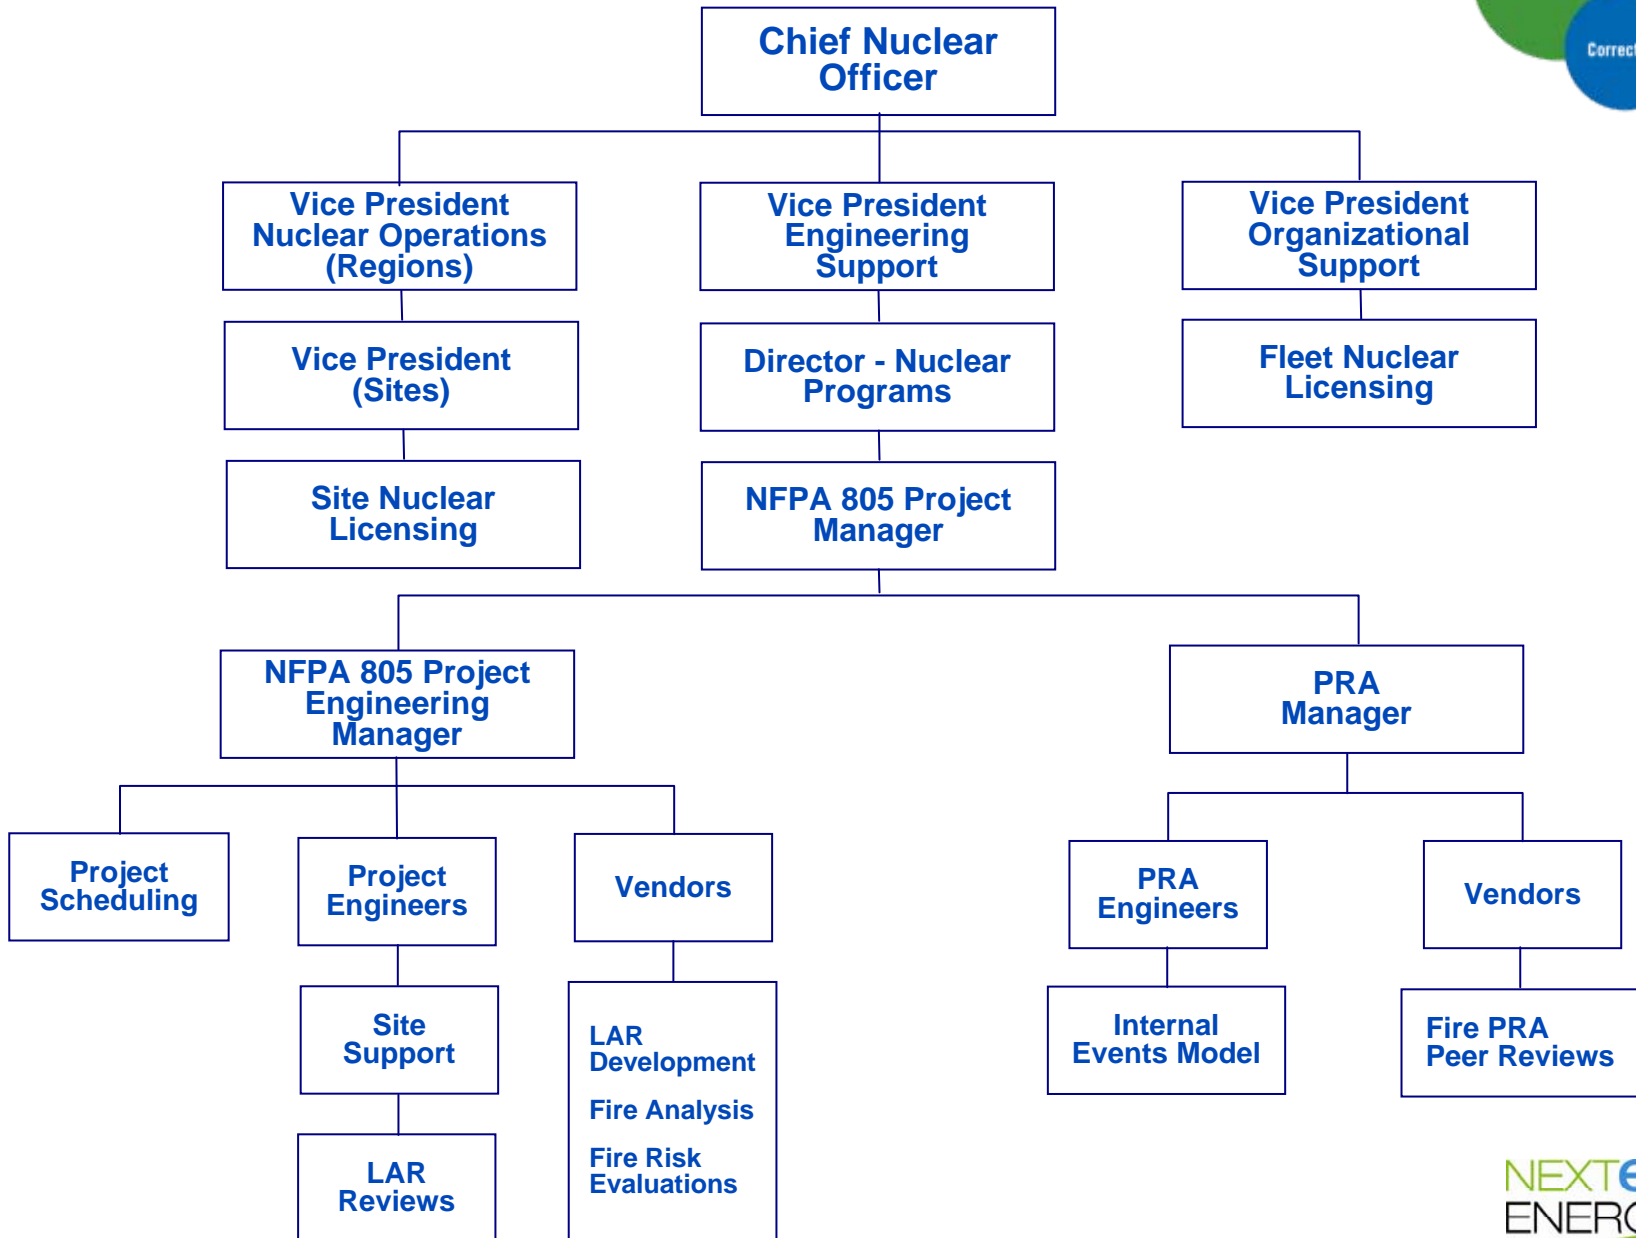 Correct
Chief Nuclear
Officer
Vice President
Nuclear Operations
(Regions)
Vice President
Engineering
Support
Vice President
Organizational
Support
Vice President
(Sites)
Director - Nuclear
Programs
Fleet Nuclear
Licensing
Site Nuclear
Licensing
NFPA 805 Project
Manager
NFPA 805 Project
Engineering
Manager
PRA
Manager
Project
Scheduling
Project
Engineers
Vendors
PRA
Engineers
Vendors
Site
Support
LAR
Development
Fire Analysis
Fire Risk
Evaluations
Internal
Events Model
Fire PRA
Peer Reviews
LAR
Reviews
NEXTe
ENERG